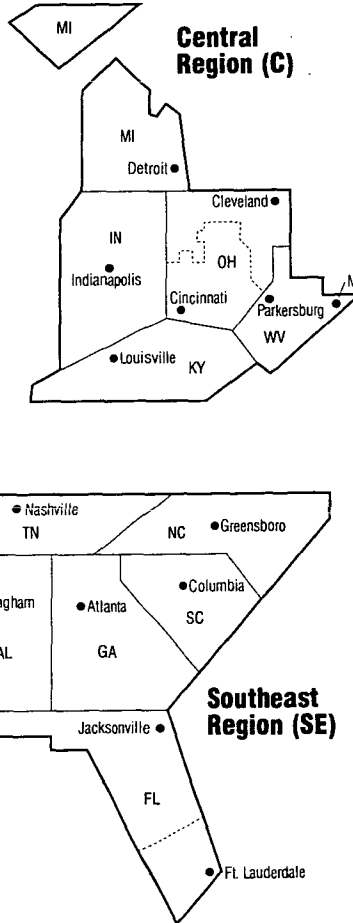 MI
Central
Region (C)
MI
Detroit
Cleveland
IN
OH
Indianapolis
Cincinnati
Parkersburg
M
WV
Louisville
KY
Nashville
TN
NC
Greensboro
ngham
Atlanta
Columbia
SC
AL
GA
Southeast
Region (SE)
Jacksonville
FL
Ft. Lauderdale